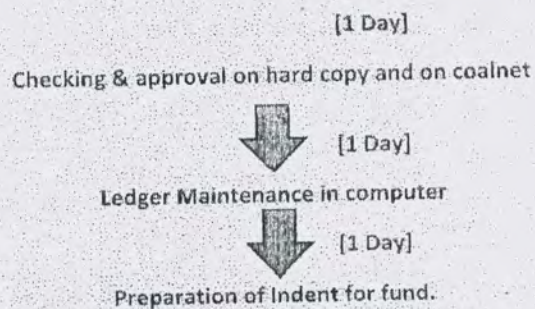 [1 Day]
Checking & approval on hard copy and on coalnet
[1 Day]
Ledger Maintenance in computer
[1 Day]
Preparation of Indent for fund.